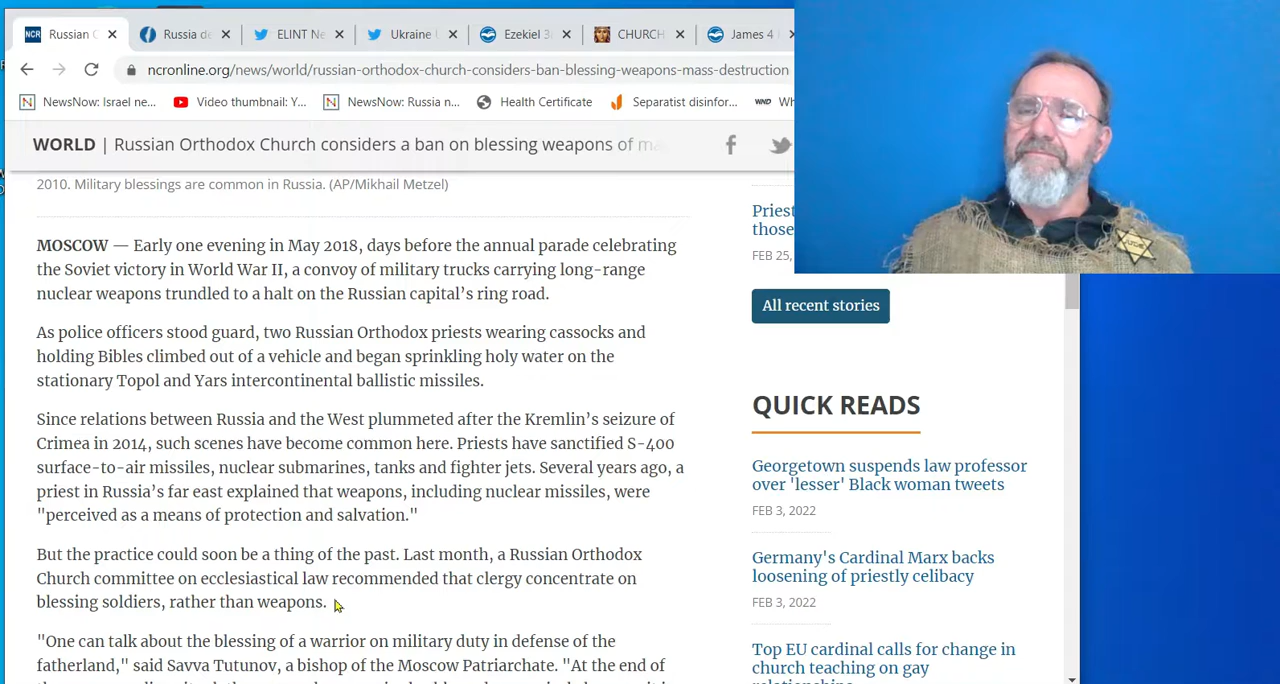 NCR Russian C
Russia de
ELINT Ne
Ukraine
Ezekiel 3
CHURCH
James 4
ncronline.org/news/world/russian-orthodox-church-considers-ban-blessing-weapons-mass-destruction
NewsNow: Israel ne... Video thumbnail: Y... NewsNow: Russia n... Health Certificate Separatist disinfor... WND Wh
WORLD | Russian Orthodox Church considers a ban on blessing weapons of ma
2010. Military blessings are common in Russia. (AP/Mikhail Metzel)
MOSCOW — Early one evening in May 2018, days before the annual parade celebrating
the Soviet victory in World War II, a convoy of military trucks carrying long-range
nuclear weapons trundled to a halt on the Russian capital's ring road.
As police officers stood guard, two Russian Orthodox priests wearing cassocks and
holding Bibles climbed out of a vehicle and began sprinkling holy water on the
stationary Topol and Yars intercontinental ballistic missiles.
Since relations between Russia and the West plummeted after the Kremlin's seizure of
Crimea in 2014, such scenes have become common here. Priests have sanctified S-400
surface-to-air missiles, nuclear submarines, tanks and fighter jets. Several years ago, a
priest in Russia's far east explained that weapons, including nuclear missiles, were
"perceived as a means of protection and salvation."
But the practice could soon be a thing of the past. Last month, a Russian Orthodox
Church committee on ecclesiastical law recommended that clergy concentrate on
blessing soldiers, rather than weapons.
"One can talk about the blessing of a warrior on military duty in defense of the
fatherland," said Savva Tutunov, a bishop of the Moscow Patriarchate. "At the end of
Priest
those
FEB 25,
All recent stories
QUICK READS
Georgetown suspends law professor
over 'lesser' Black woman tweets
FEB 3, 2022
Germany's Cardinal Marx backs
loosening of priestly celibacy
FEB 3, 2022
Top EU cardinal calls for change in
church teaching on gay